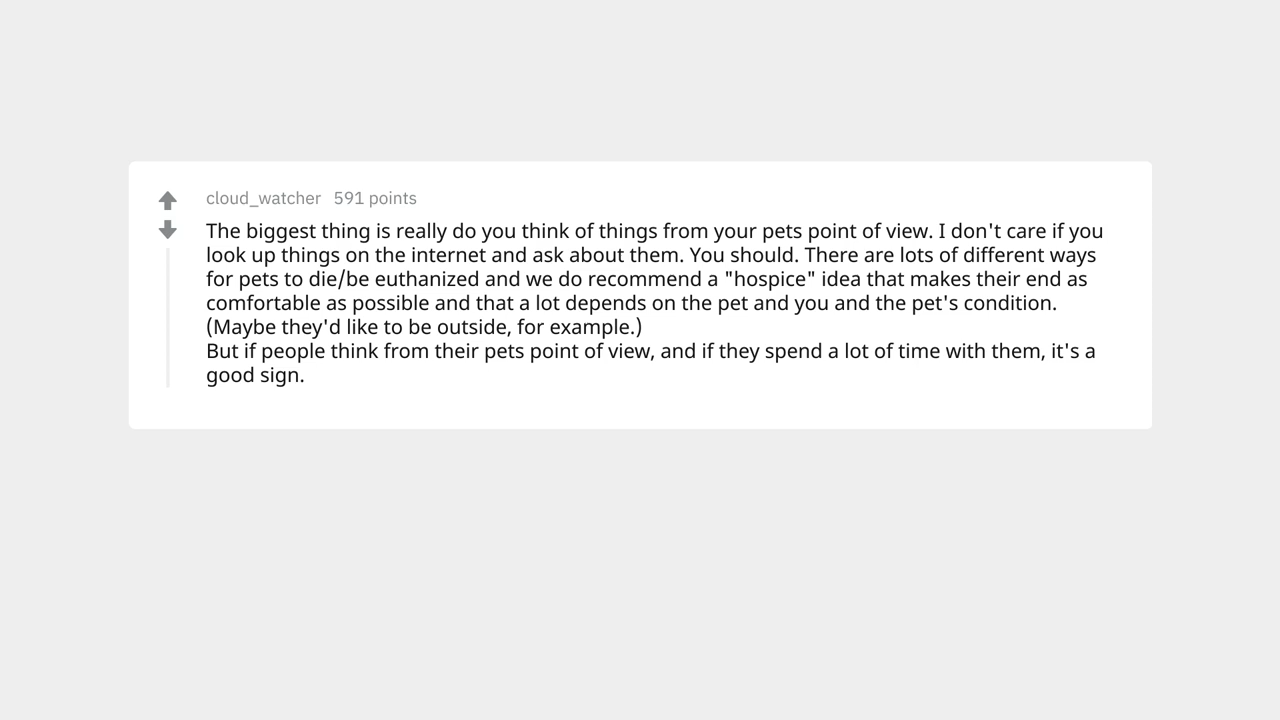 cloud_watcher 591 points
The biggest thing is really do you think of things from your pets point of view. I don't care if you
look up things on the internet and ask about them. You should. There are lots of different ways
for pets to die/be euthanized and we do recommend a "hospice" idea that makes their end as
comfortable as possible and that a lot depends on the pet and you and the pet's condition.
(Maybe they'd like to be outside, for example.)
But if people think from their pets point of view, and if they spend a lot of time with them, it's a
good sign.